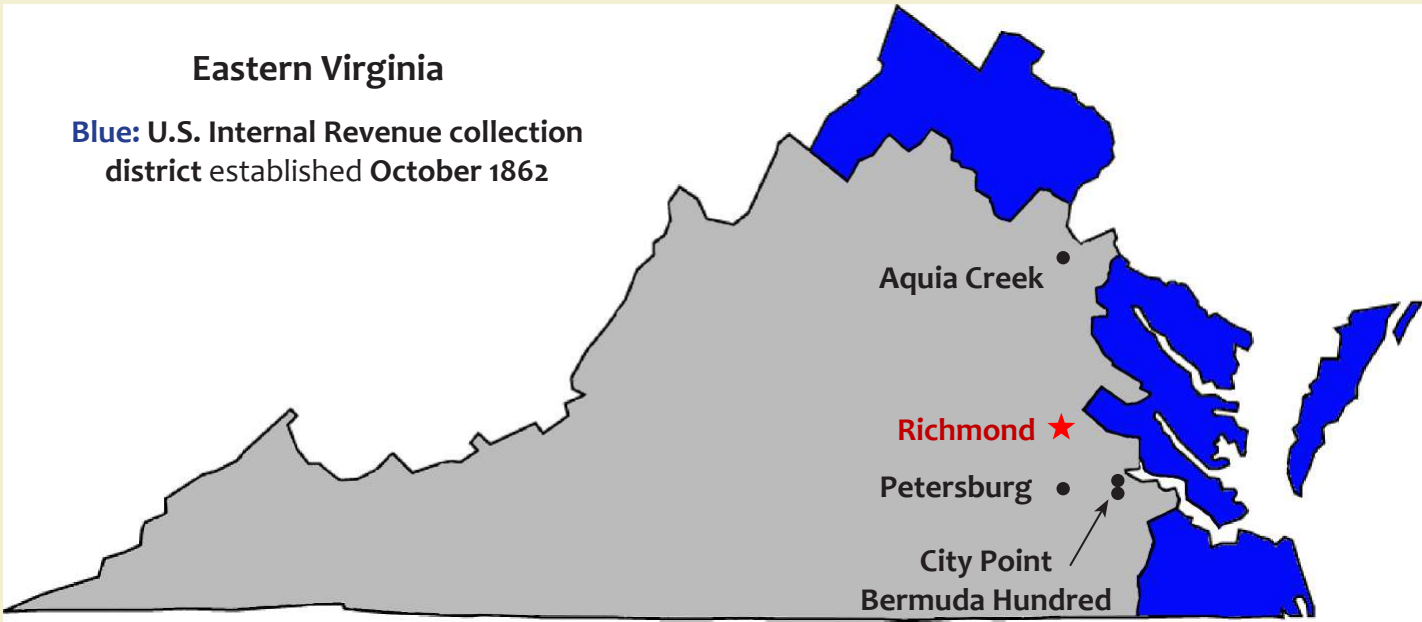 Eastern Virginia
Blue: U.S. Internal Revenue collection
district established October 1862
Aquia Creek
Richmond
Petersburg
City Point
Bermuda Hundred